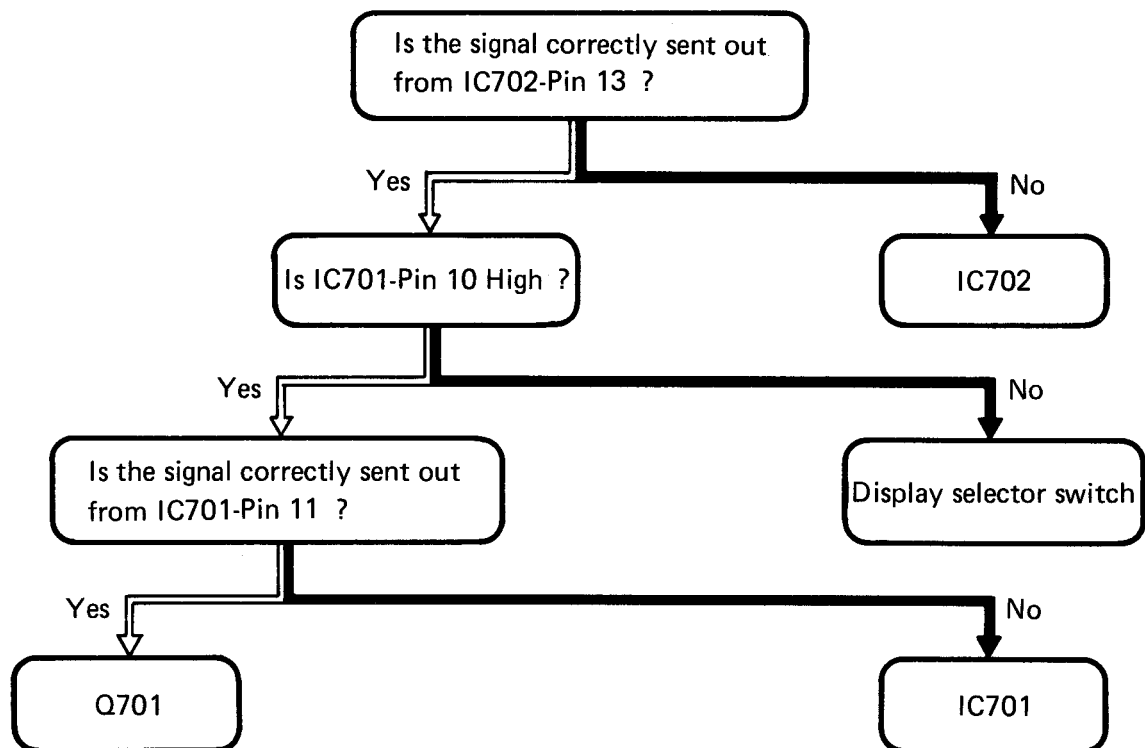 Is the signal correctly sent out
from IC702-Pin 13 ?
Yes
No
Is IC701-Pin 10 High ?
IC702
Yes
No
Is the signal correctly sent out
from IC701-Pin 11 ?
Display selector switch
Yes
No
Q701
IC701